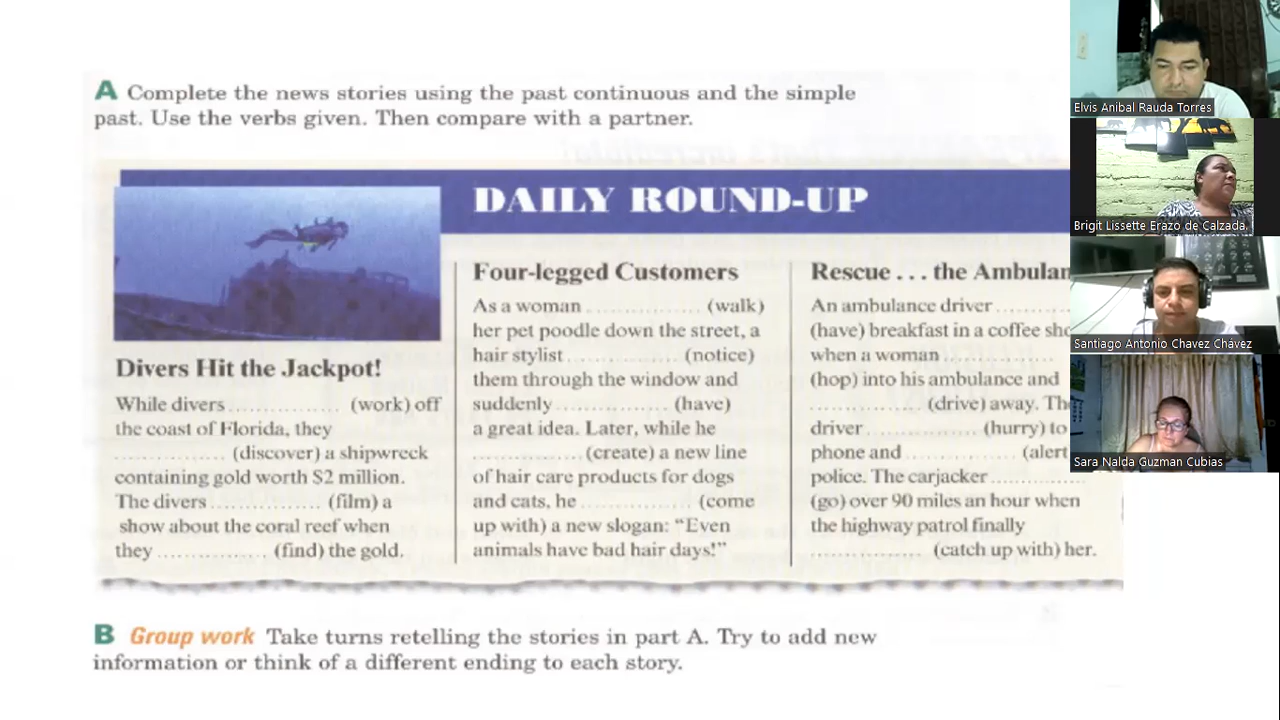 A Complete the news stories using the past continuous and the simple
past. Use the verbs given. Then compare with a partner.
DAILY ROUND-UP
Divers Hit the Jackpot!
While divers .................. (work) off
the coast of Florida, they
.................. (discover) a shipwreck
containing gold worth $2 million.
The divers .................. (film) a
show about the coral reef when
they .................. (find) the gold.
Four-legged Customers
As a woman .................. (walk)
her pet poodle down the street, a
hair stylist .................. (notice)
them through the window and
suddenly .................. (have)
a great idea. Later, while he
.................. (create) a new line
of hair care products for dogs
and cats, he .................. (come
up with) a new slogan: “Even
animals have bad hair days!”
Rescue . . . the
An ambulance driver ............
(have) breakfast in a coffee
when a woman ..................
(hop) into his ambulance and
.................. (drive) away.
driver .................. (hurry) to
phone and .................. (alert
police. The carjacker ...............
(go) over 90 miles an hour when
the highway patrol finally
.................. (catch up with) her.
B Group work Take turns retelling the stories in part A. Try to add new
information or think of a different ending to each story.
Elvis Anibal Rauda Torres
Brigit Lissette Erazo de Calzada.
Santiago Antonio Chavez Chávez
Sara Nalda Guzman Cubias